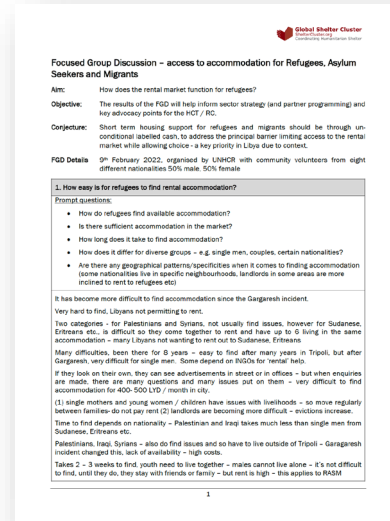 Global Shelter Cluster
ShelterCluster.org
Coordinating Humanitarian Shelter
Focused Group Discussion – access to accommodation for Refugees, Asylum
Seekers and Migrants
Aim: How does the rental market function for refugees?
Objective: The results of the FGD will help inform sector strategy (and partner programming) and
key advocacy points for the HCT / RC.
Conjecture: Short term housing support for refugees and migrants should be through un-
conditional labelled cash, to address the principal barrier limiting access to the rental
market while allowing choice - a key priority in Libya due to context.
FGD Details 9th February 2022, organised by UNHCR with community volunteers from eight
different nationalities 50% male, 50% female
1. How easy is for refugees to find rental accommodation?
Prompt questions:
• How do refugees find available accommodation?
• Is there sufficient accommodation in the market?
• How long does it take to find accommodation?
• How does it differ for diverse groups – e.g. single men, couples, certain nationalities?
• Are there any geographical patterns/specificities when it comes to finding accommodation
(some nationalities live in specific neighbourhoods, landlords in some areas are more
inclined to rent to refugees etc)
It has become more difficult to find accommodation since the Gargaresh incident.
Very hard to find, Libyans not permitting to rent.
Two categories - for Palestinians and Syrians, not usually find issues, however for Sudanese,
Eritreans etc., is difficult so they come together to rent and have up to 6 living in the same
accommodation – many Libyans not wanting to rent out to Sudanese, Eritreans
Many difficulties, been there for 8 years – easy to find after many years in Tripoli, but after
Gargaresh, very difficult for single men. Some depend on INGOs for 'rental' help.
If they look on their own, they can see advertisements in street or in offices – but when enquiries
are made, there are many questions and many issues put on them – very difficult to find
accommodation for 400- 500 LYD / month in city.
(1) single mothers and young women / children have issues with livelihoods – so move regularly
between families- do not pay rent (2) landlords are becoming more difficult – evictions increase.
Time to find depends on nationality – Palestinian and Iraqi takes much less than single men from
Sudanese, Eritreans etc.
Palestinians, Iraqi, Syrians – also do find issues and so have to live outside of Tripoli – Garagaresh
incident changed this, lack of availability – high costs.
Takes 2 – 3 weeks to find, youth need to live together – males cannot live alone – it's not difficult
to find, until they do, they stay with friends or family – but rent is high – this applies to RASM
1